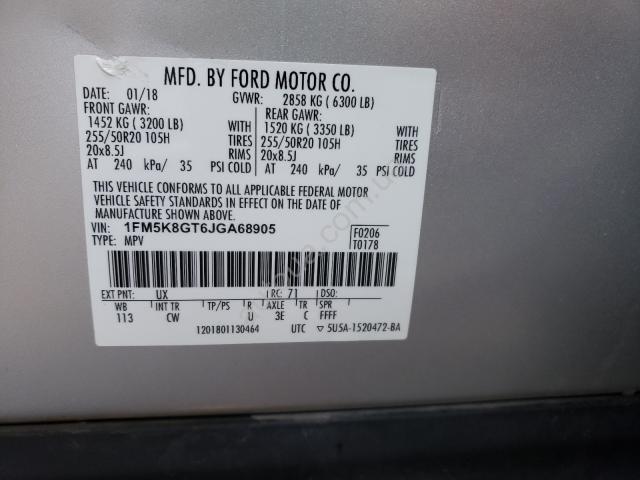 MFD. BY FORD MOTOR CO.
DATE: 01/18 GVWR: 2858 KG ( 6300 LB)
FRONT GAWR: REAR GAWR:
1452 KG ( 3200 LB) WITH 1520 KG ( 3350 LB) WITH
255/50R20 105H TIRES 255/50R20 105H TIRES
20x8.5J RIMS 20x8.5J RIMS
AT 240 kPa/ 35 PSI COLD AT 240 kPa/ 35 PSI COLD
THIS VEHICLE CONFORMS TO ALL APPLICABLE FEDERAL MOTOR
VEHICLE SAFETY STANDARDS IN EFFECT ON THE DATE OF
MANUFACTURE SHOWN ABOVE.
VIN: 1FM5K8GT6JGA68905 F0206
TYPE: MPV T0178
EXT PNT: UX RC: 71 DSO:
WB INT TR TP/PS R AXLE TR SPR
113 CW U 3E C FFFF
1201801130464 UTC ▽ 5U5A-1520472-BA